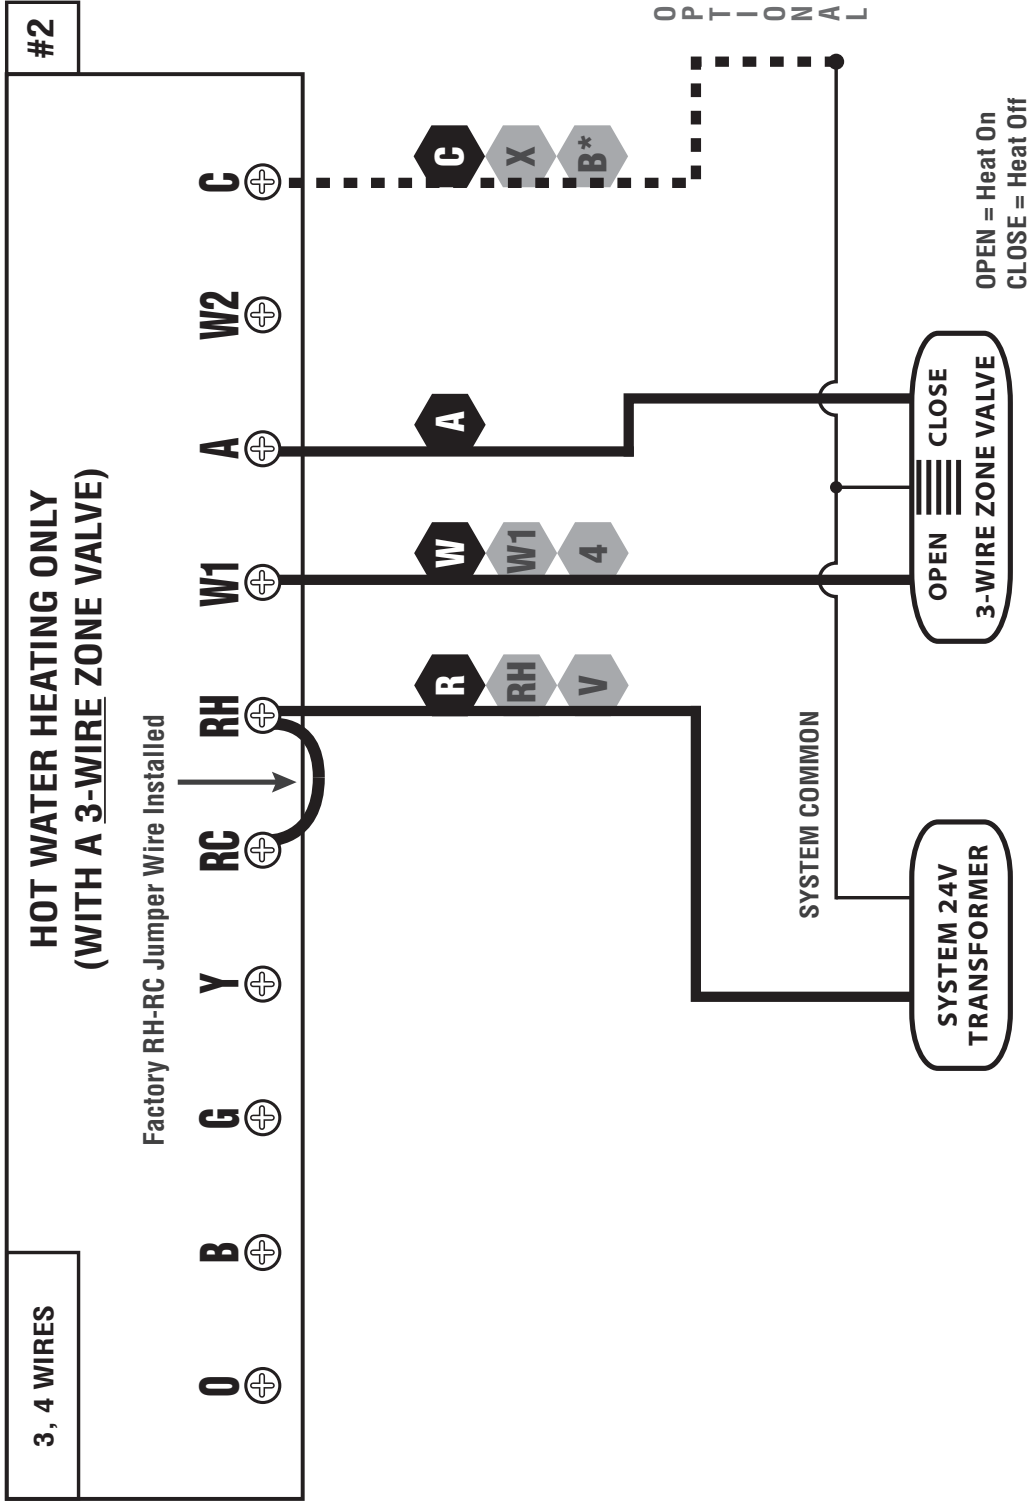 3, 4 WIRES
#2
HOT WATER HEATING ONLY
(WITH A 3-WIRE ZONE VALVE)
Factory RH-RC Jumper Wire Installed
O
B
G
Y
RC
RH
W1
A
W2
C
R
W
A
C
RH
W1
X
V
4
B*
OPTIONAL
SYSTEM COMMON
SYSTEM 24V
TRANSFORMER
OPEN
CLOSE
3-WIRE ZONE VALVE
OPEN = Heat On
CLOSE = Heat Off